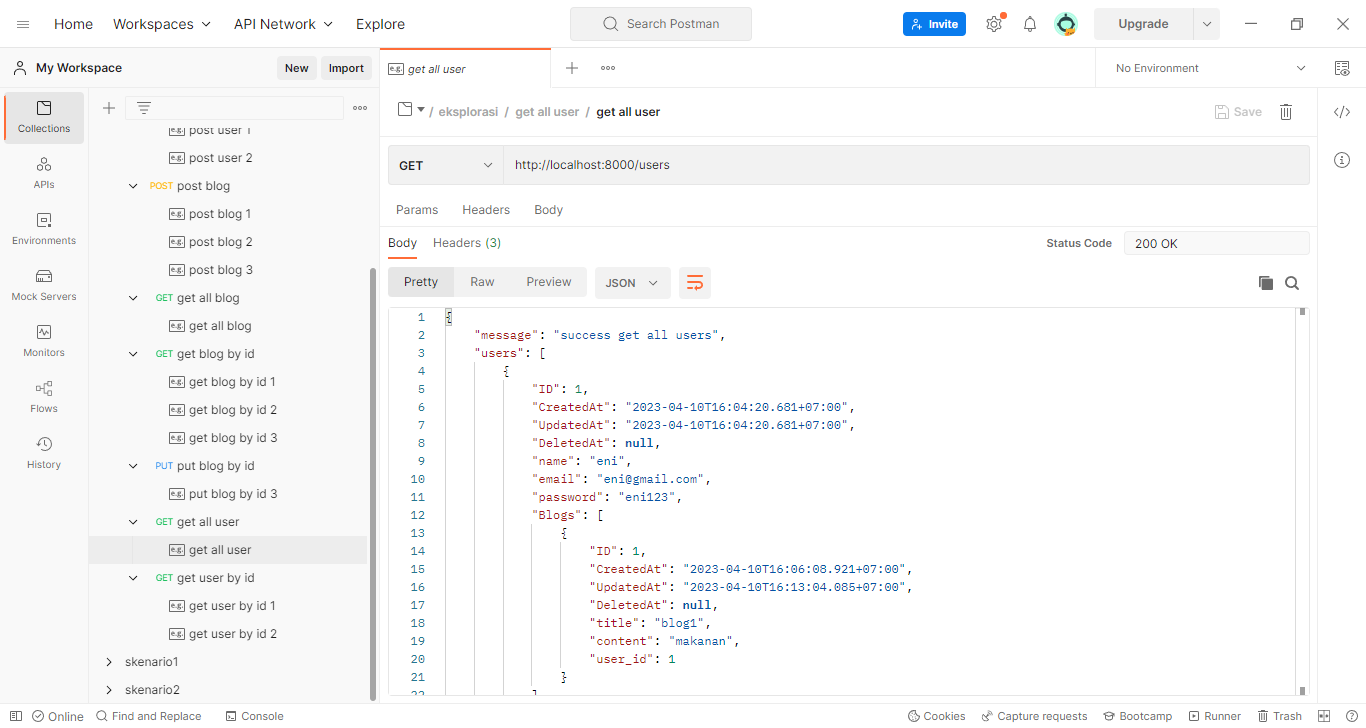 Home Workspaces API Network Explore Search Postman Invite Upgrade
My Workspace New Import
get all user No Environment
Collections
APIs
Environments
Mock Servers
Monitors
Flows
History
post user 1
post user 2
POST post blog
post blog 1
post blog 2
post blog 3
GET get all blog
get all blog
GET get blog by id
get blog by id 1
get blog by id 2
get blog by id 3
PUT put blog by id
put blog by id 3
GET get all user
get all user
GET get user by id
get user by id 1
get user by id 2
skenario1
skenario2
/ eksplorasi / get all user / get all user Save
GET http://localhost:8000/users
Params Headers Body
Body Headers (3) Status Code 200 OK
Pretty Raw Preview JSON
1 {
2 "message": "success get all users",
3 "users": [
4 {
5 "ID": 1,
6 "CreatedAt": "2023-04-10T16:04:20.681+07:00",
7 "UpdatedAt": "2023-04-10T16:04:20.681+07:00",
8 "DeletedAt": null,
9 "name": "eni",
10 "email": "eni@gmail.com",
11 "password": "eni123",
12 "Blogs": [
13 {
14 "ID": 1,
15 "CreatedAt": "2023-04-10T16:06:08.921+07:00",
16 "UpdatedAt": "2023-04-10T16:13:04.085+07:00",
17 "DeletedAt": null,
18 "title": "blog1",
19 "content": "makanan",
20 "user_id": 1
21 }
22 ]
Online Find and Replace Console Cookies Capture requests Bootcamp Runner Trash